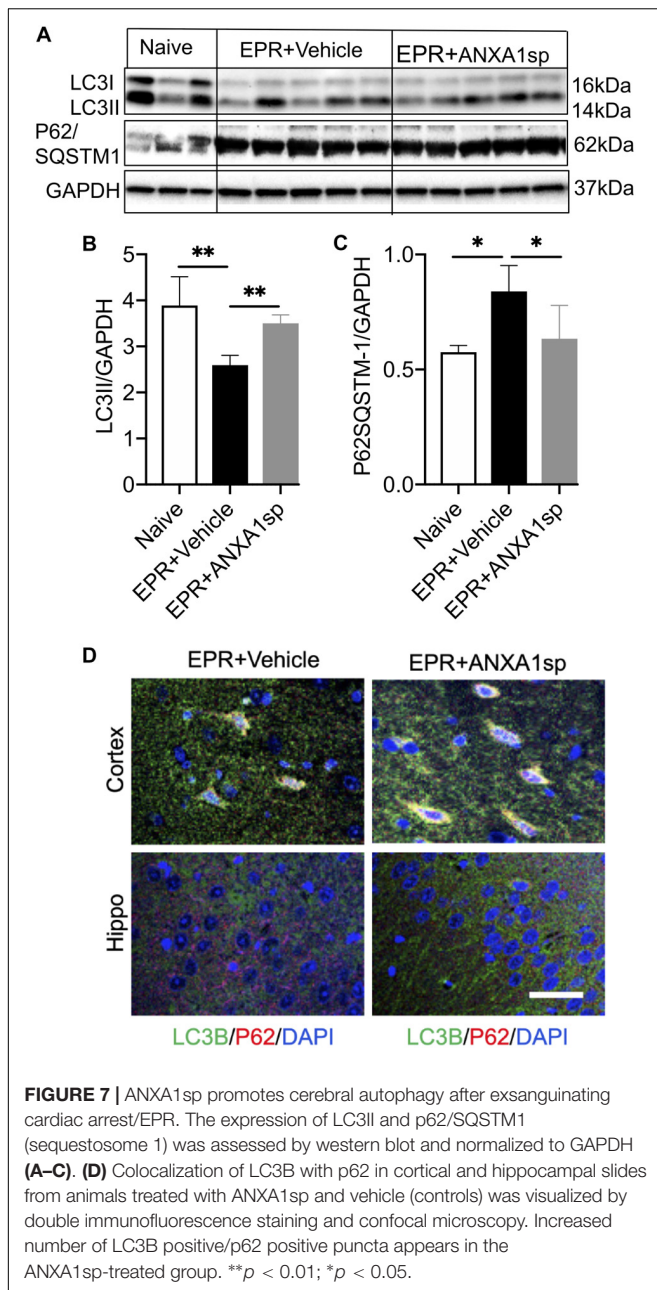 A
Naive
EPR+Vehicle
EPR+ANXA1sp
LC3I
16kDa
LC3II
14kDa
P62/
SQSTM1
62kDa
GAPDH
37kDa
B
**
**
LC3II/GAPDH
5
4
3
2
1
0
Naive
EPR+Vehicle
EPR+ANXA1sp
C
*
*
P62SQSTM-1/GAPDH
1.0
0.5
0.0
Naive
EPR+Vehicle
EPR+ANXA1sp
D
EPR+Vehicle
EPR+ANXA1sp
Cortex
Hippo
LC3B/P62/DAPI
LC3B/P62/DAPI
FIGURE 7 | ANXA1sp promotes cerebral autophagy after exsanguinating
cardiac arrest/EPR. The expression of LC3II and p62/SQSTM1
(sequestosome 1) was assessed by western blot and normalized to GAPDH
(A–C). (D) Colocalization of LC3B with p62 in cortical and hippocampal slides
from animals treated with ANXA1sp and vehicle (controls) was visualized by
double immunofluorescence staining and confocal microscopy. Increased
number of LC3B positive/p62 positive puncta appears in the
ANXA1sp-treated group. **p < 0.01; *p < 0.05.